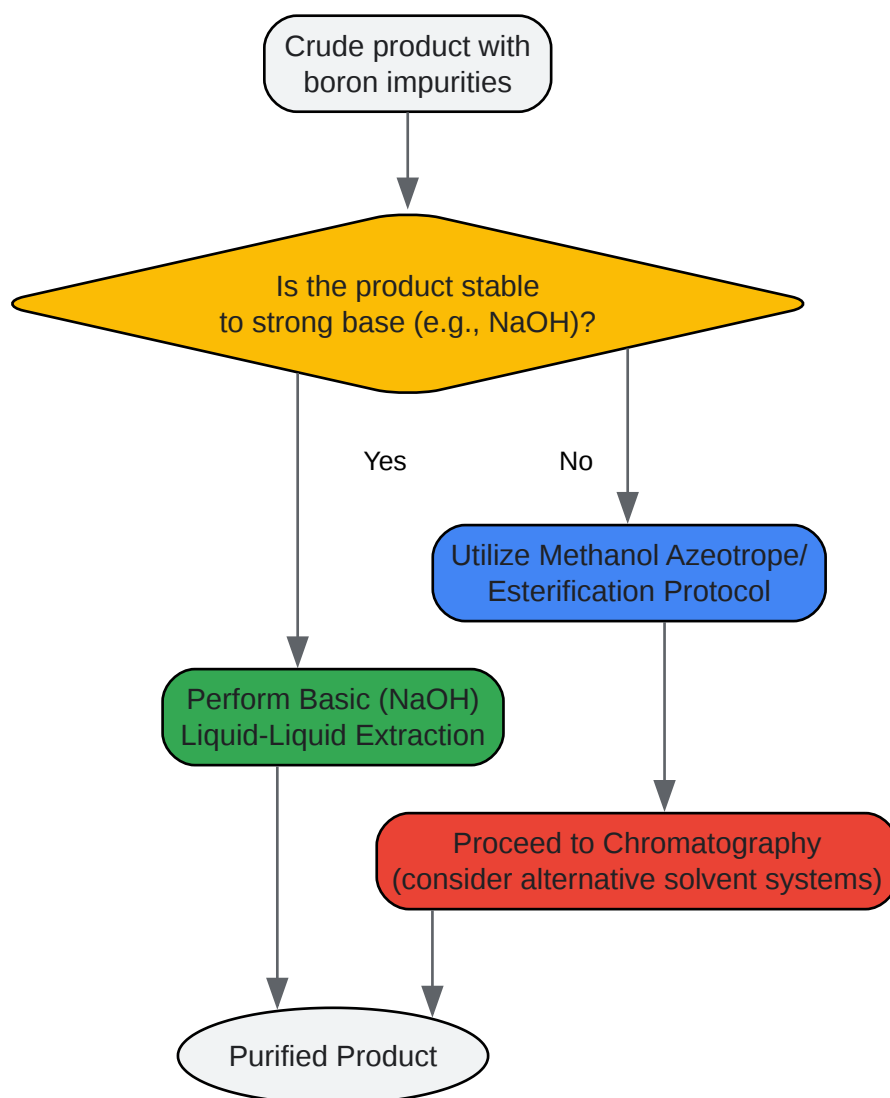 Crude product with
boron impurities
Is the product stable
to strong base (e.g., NaOH)?
Yes
No
Utilize Methanol Azeotrope/
Esterification Protocol
Perform Basic (NaOH)
Liquid-Liquid Extraction
Proceed to Chromatography
(consider alternative solvent systems)
Purified Product